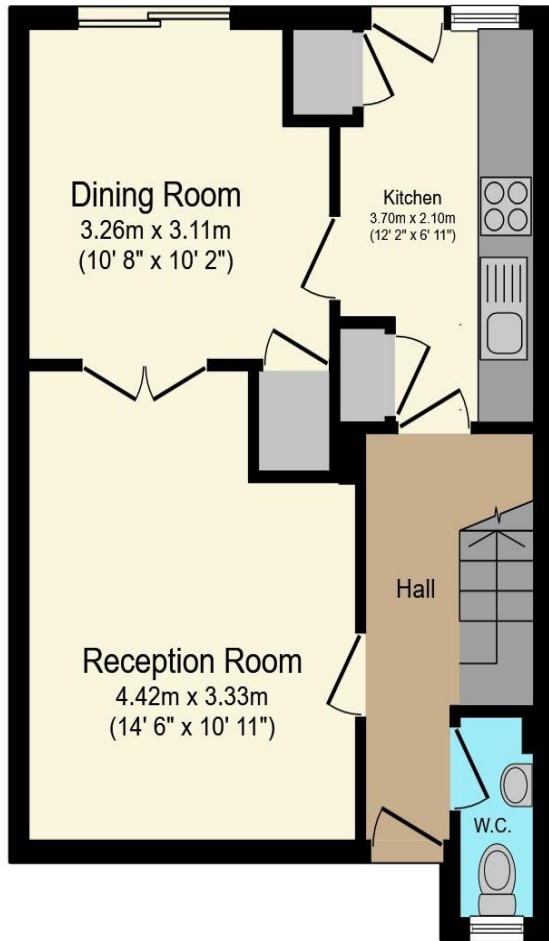 Dining Room
3.26m x 3.11m
(10' 8" x 10' 2")
Kitchen
3.70m x 2.10m
(12' 2" x 6' 11")
Hall
Reception Room
4.42m x 3.33m
(14' 6" x 10' 11")
W.C.